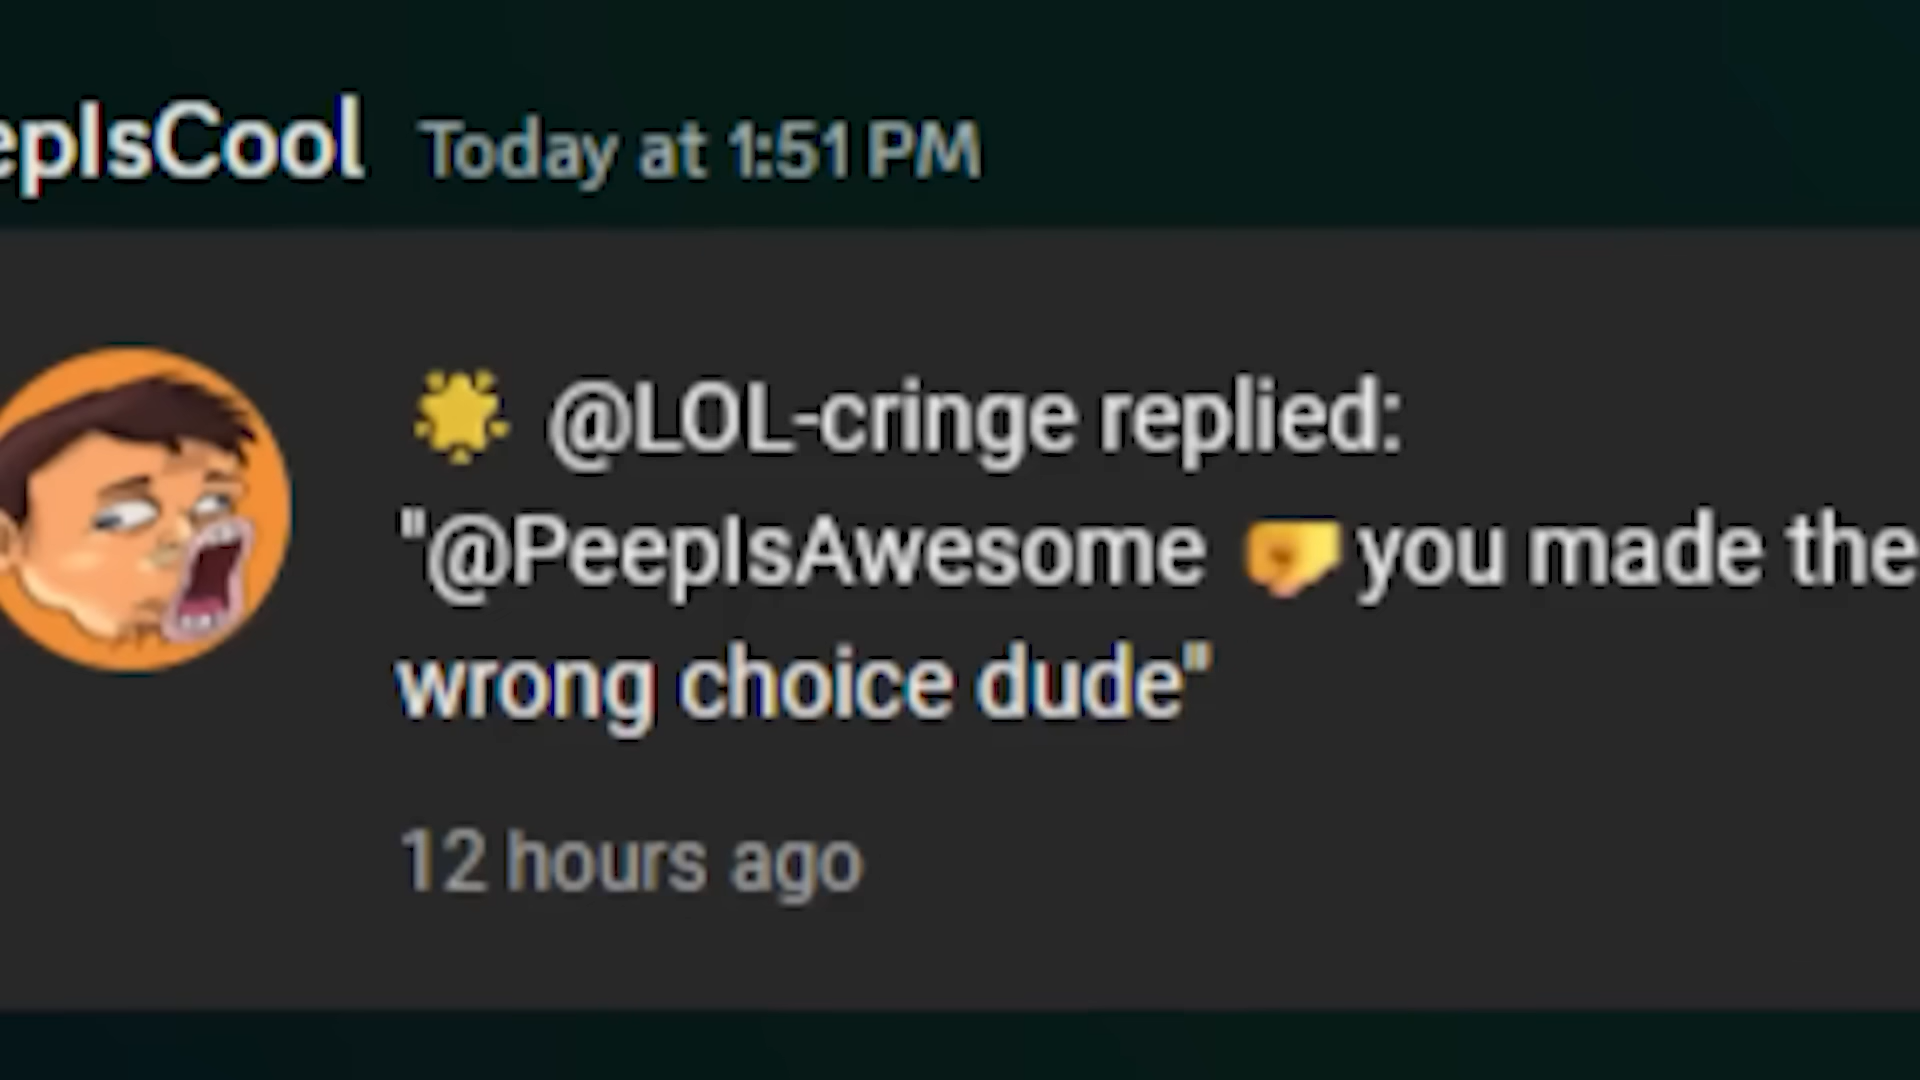 epIsCool Today at 1:51 PM
🌟 @LOL-cringe replied:
"@PeepIsAwesome 🤛you made the
wrong choice dude"
12 hours ago